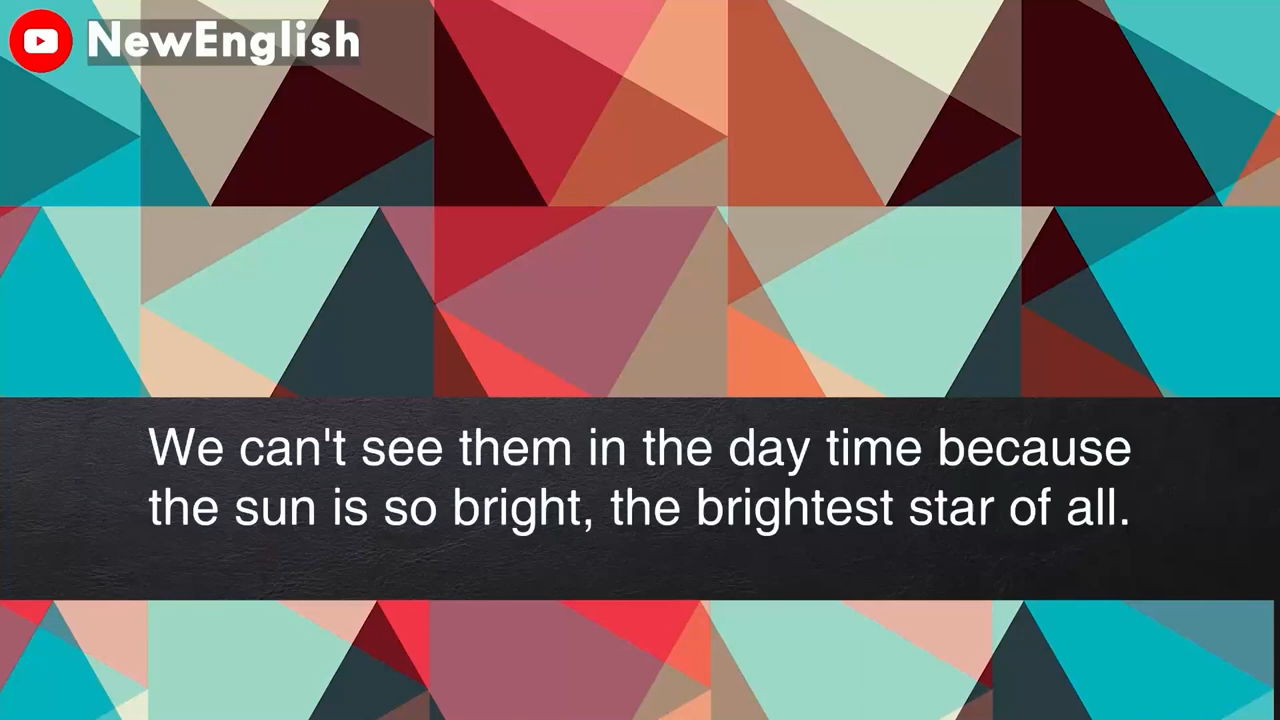 NewEnglish
We can't see them in the day time because
the sun is so bright, the brightest star of all.